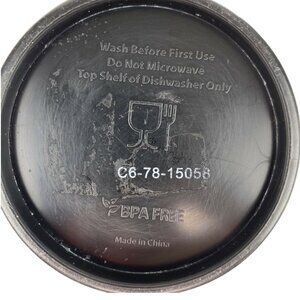 Wash Before First Use
Do Not Microwave
Top Shelf of Dishwasher Only
C6-78-15058
BPA FREE
Made in China